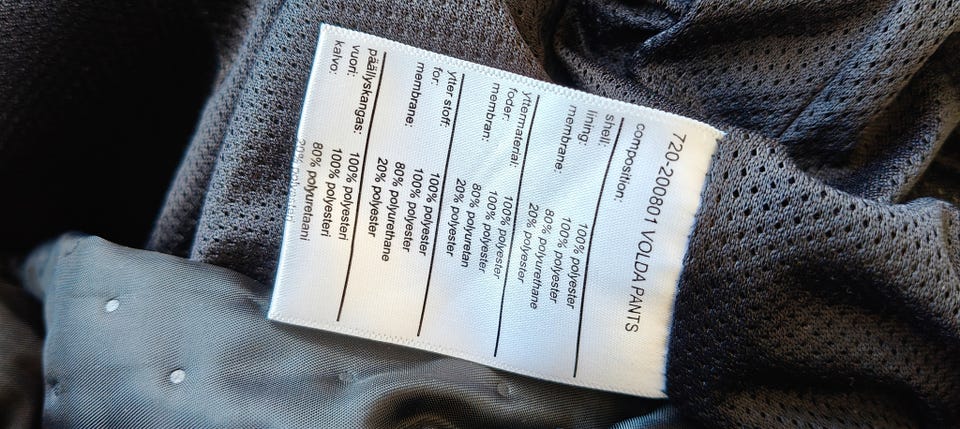 720-200801 VOLDA PANTS
composition:
shell: 100% polyester
lining: 100% polyester
membrane: 80% polyurethane
20% polyester
yttermaterial: 100% polyester
foder: 100% polyester
membran: 80% polyuretan
20% polyester
ytter stoff: 100% polyester
for: 100% polyester
membrane: 80% polyurethane
20% polyester
päällyskangas: 100% polyesteri
vuori: 100% polyesteri
kalvo: 80% polyuretaani
20% polyesteri